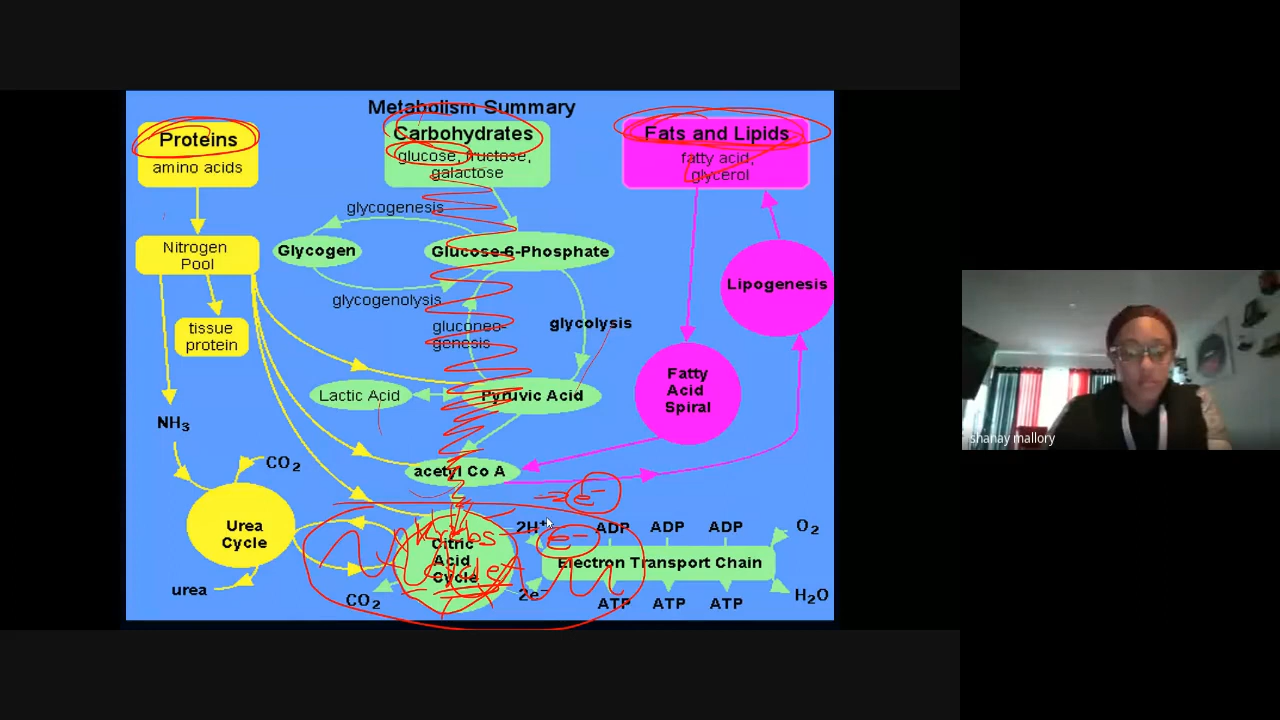 Metabolism Summary
Proteins
amino acids
Carbohydrates
glucose, fructose,
galactose
Fats and Lipids
fatty acid,
glycerol
glycogenesis
Nitrogen
Pool
Glycogen
Glucose-6-Phosphate
Lipogenesis
glycogenolysis
tissue
protein
gluconeo-
genesis
glycolysis
Lactic Acid
Pyruvic Acid
Fatty
Acid
Spiral
NH3
CO2
acetyl Co A
e-
Urea
Cycle
Citric
Acid
Cycle
Krebs
cycle
2H+
e-
2e-
ADP ADP ADP
O2
Electron Transport Chain
ATP ATP ATP
H2O
urea
CO2
shanay mallory